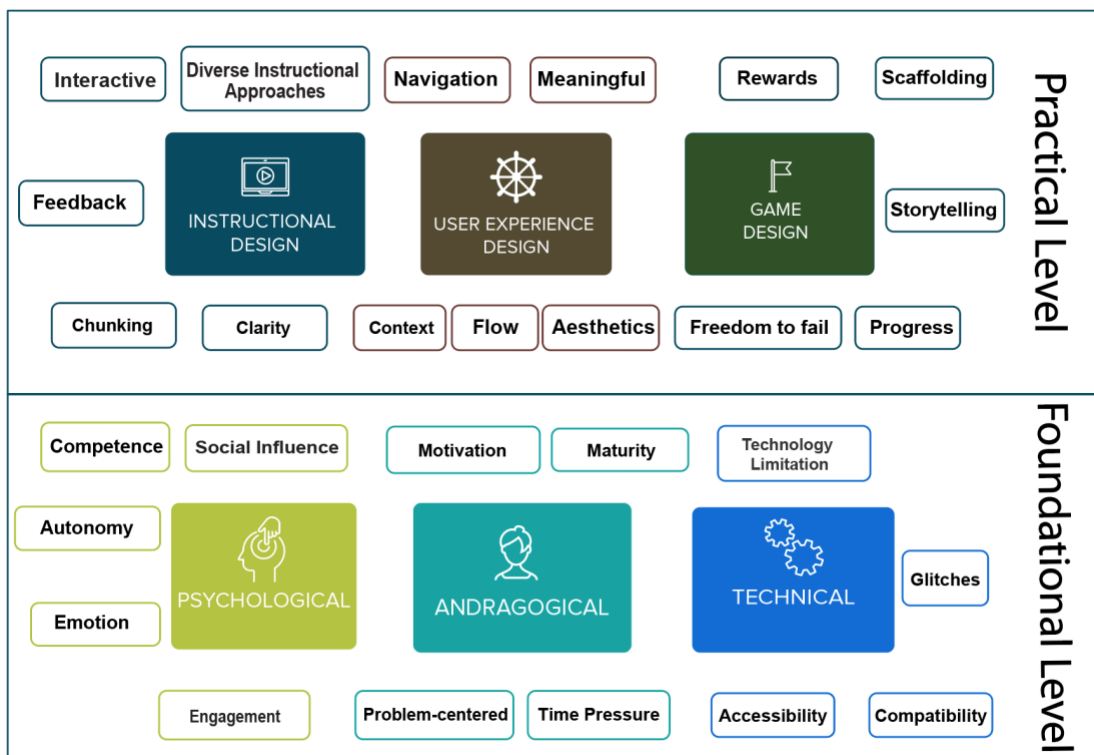 Interactive
Diverse Instructional
Approaches
Navigation
Meaningful
Rewards
Scaffolding
Practical Level
Feedback
INSTRUCTIONAL
DESIGN
USER EXPERIENCE
DESIGN
GAME
DESIGN
Storytelling
Chunking
Clarity
Context
Flow
Aesthetics
Freedom to fail
Progress
Foundational Level
Competence
Social Influence
Motivation
Maturity
Technology
Limitation
Autonomy
PSYCHOLOGICAL
ANDRAGOGICAL
TECHNICAL
Glitches
Emotion
Engagement
Problem-centered
Time Pressure
Accessibility
Compatibility